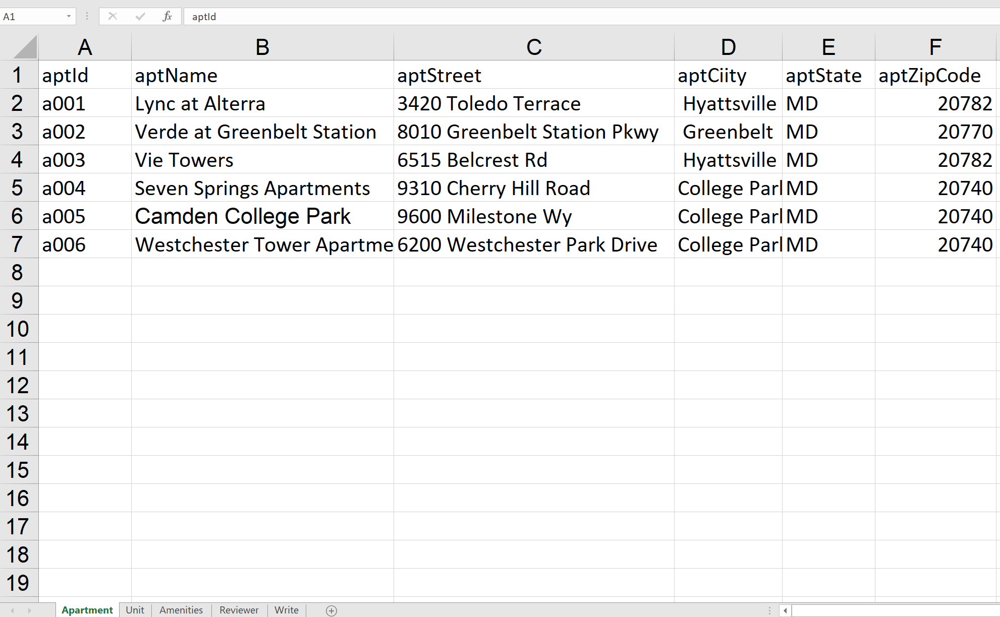 A1 fx aptId
A B C D E F
1 aptId aptName aptStreet aptCiity aptState aptZipCode
2 a001 Lync at Alterra 3420 Toledo Terrace Hyattsville MD 20782
3 a002 Verde at Greenbelt Station 8010 Greenbelt Station Pkwy Greenbelt MD 20770
4 a003 Vie Towers 6515 Belcrest Rd Hyattsville MD 20782
5 a004 Seven Springs Apartments 9310 Cherry Hill Road College Parl MD 20740
6 a005 Camden College Park 9600 Milestone Wy College Parl MD 20740
7 a006 Westchester Tower Apartme 6200 Westchester Park Drive College Parl MD 20740
8
9
10
11
12
13
14
15
16
17
18
19
Apartment Unit Amenities Reviewer Write